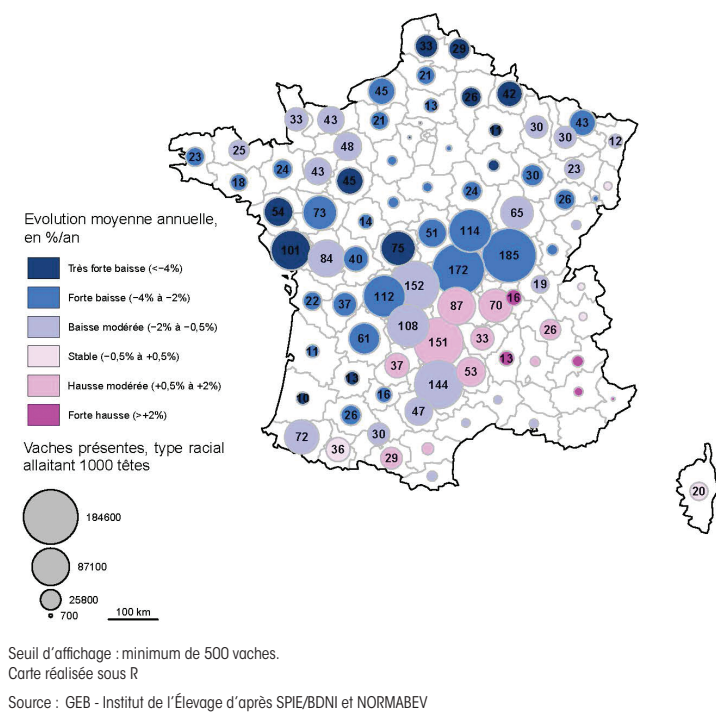 33 29
21
45
13
26 42
33 43
21
11
30 30 43
12
23 25
48
18 24 43 45
30 23
24
26
54 73
14
65
51 114
101 84 40 75
185
172
19
152
22 37 112
87 70 16
108
61
151 33
26
11
13
37
53
13
144
10
16
26
47
72
30
36 29
20
Evolution moyenne annuelle,
en %/an
Très forte baisse (<−4%)
Forte baisse (−4% à −2%)
Baisse modérée (−2% à −0,5%)
Stable (−0,5% à +0,5%)
Hausse modérée (+0,5% à +2%)
Forte hausse (>+2%)
Vaches présentes, type racial
allaitant 1000 têtes
184600
87100
25800
700
100 km
Seuil d’affichage : minimum de 500 vaches.
Carte réalisée sous R
Source : GEB - Institut de l’Élevage d’après SPIE/BDNI et NORMABEV